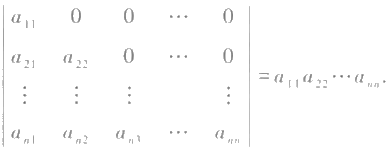 | a₁₁ 0 0 ⋯ 0 |
| a₂₁ a₂₂ 0 ⋯ 0 |
| ⋮ ⋮ ⋮ ⋮ | = a₁₁a₂₂⋯aₙₙ.
| aₙ₁ aₙ₂ aₙ₃ ⋯ aₙₙ |